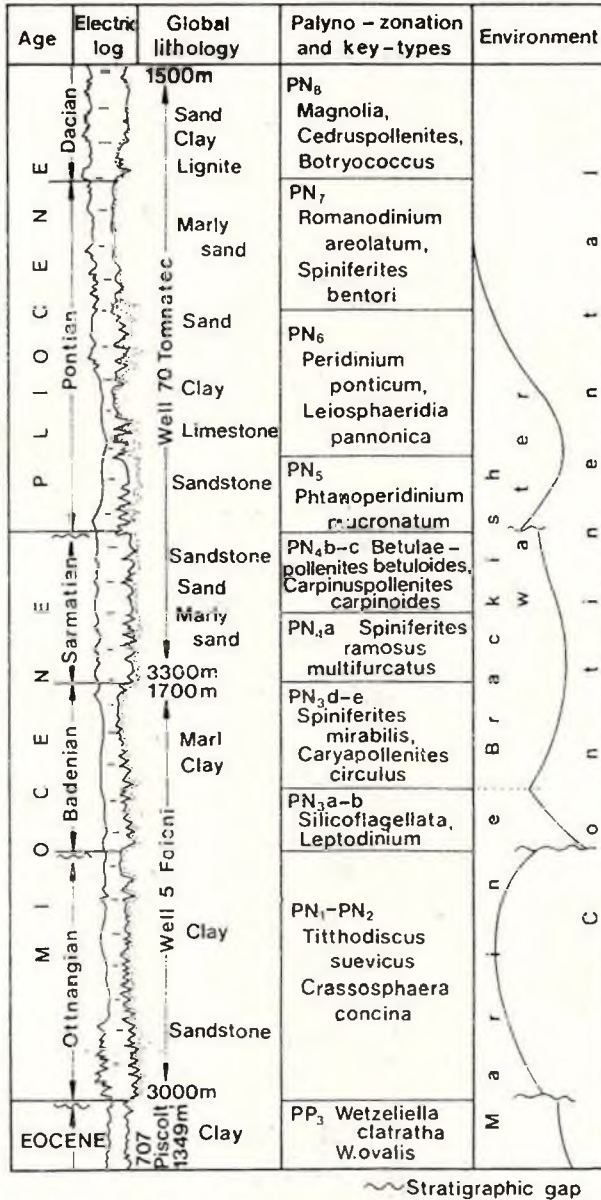 Age
Electric log
Global lithology
Palyno – zonation and key-types
Environment
PLIOCENE
Dacian
1500m
Sand
Clay
Lignite
PN₈
Magnolia,
Cedruspollenites,
Botryococcus
Pontian
Marly sand
PN₇
Romanodinium
areolatum,
Spiniferites
bentori
Sand
Clay
Limestone
PN₆
Peridinium
ponticum,
Leiosphaeridia
pannonica
Sandstone
PN₅
Phtanoperidinium
mucronatum
Well 70 Tomnatec
MIOCENE
Sarmatian
Sandstone
Sand
Marly sand
3300m
PN₄b-c Betulae-
pollenites betuloides,
Carpinuspollenites
carpinoides
PN₄a Spiniferites
ramosus
multifurcatus
Badenian
1700m
Marl
Clay
PN₃d-e
Spiniferites
mirabilis,
Caryapollenites
circulus
PN₃a-b
Silicoflagellata,
Leptodinium
Well 5 Foieni
Ottnangian
Clay
Sandstone
3000m
PN₁-PN₂
Titthodiscus
suevicus
Crassosphaera
concina
EOCENE
707
Piscolt
1349m
Clay
PP₃ Wetzeliella
clatratha
W.ovalis
Marine
Brackish water
Continental
Stratigraphic gap